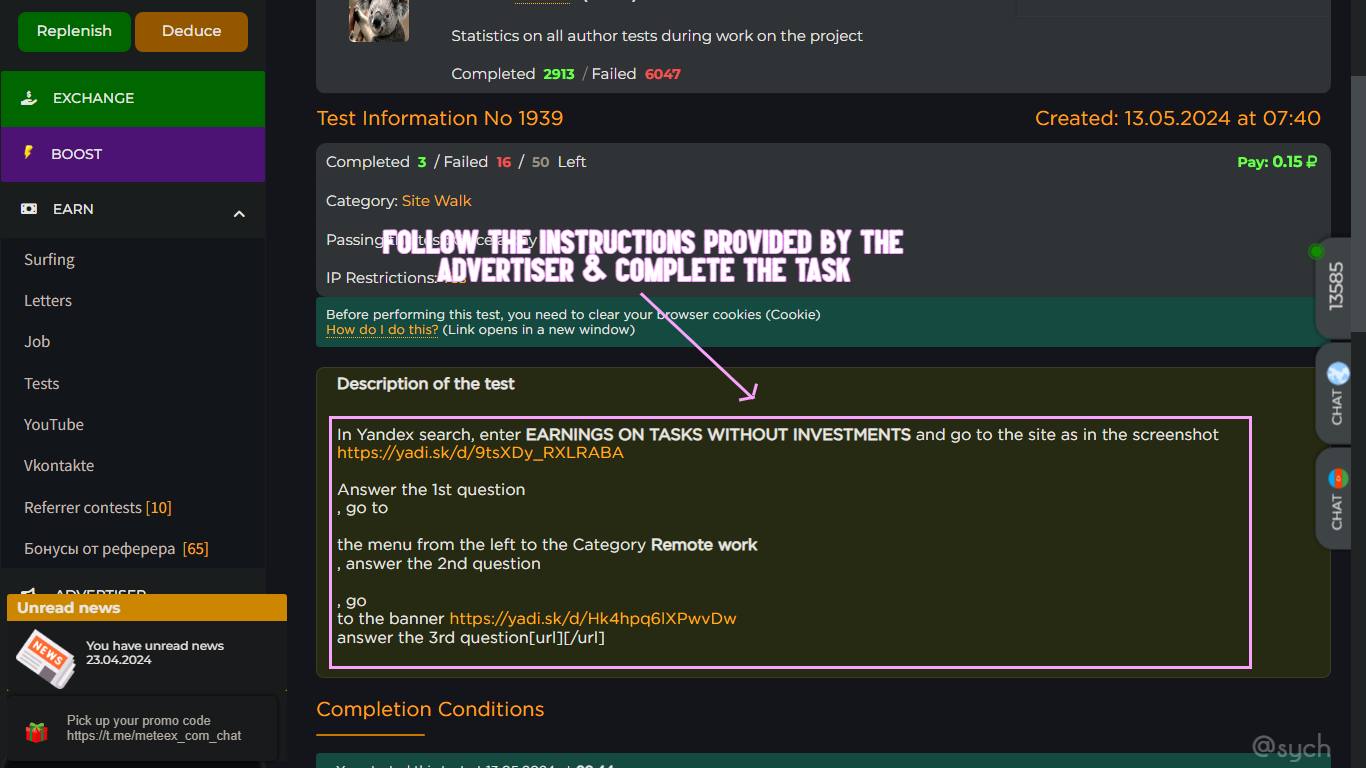 Replenish
Deduce
EXCHANGE
BOOST
EARN
Surfing
Letters
Job
Tests
YouTube
Vkontakte
Referrer contests [10]
Бонусы от реферера [65]
ADVERTISER
Unread news
NEWS
You have unread news
23.04.2024
Pick up your promo code
https://t.me/meteex_com_chat
Statistics on all author tests during work on the project
Completed 2913 / Failed 6047
Test Information No 1939
Created: 13.05.2024 at 07:40
Completed 3 / Failed 16 / 50 Left
Pay: 0.15 ₽
Category: Site Walk
Passing
IP Restrictions:
FOLLOW THE INSTRUCTIONS PROVIDED BY THE
ADVERTISER & COMPLETE THE TASK
Before performing this test, you need to clear your browser cookies (Cookie)
How do I do this? (Link opens in a new window)
Description of the test
In Yandex search, enter EARNINGS ON TASKS WITHOUT INVESTMENTS and go to the site as in the screenshot
https://yadi.sk/d/9tsXDy_RXLRABA
Answer the 1st question
, go to
the menu from the left to the Category Remote work
, answer the 2nd question
, go
to the banner https://yadi.sk/d/Hk4hpq6lXPwvDw
answer the 3rd question[url][/url]
Completion Conditions
13585
CHAT
CHAT
@sych